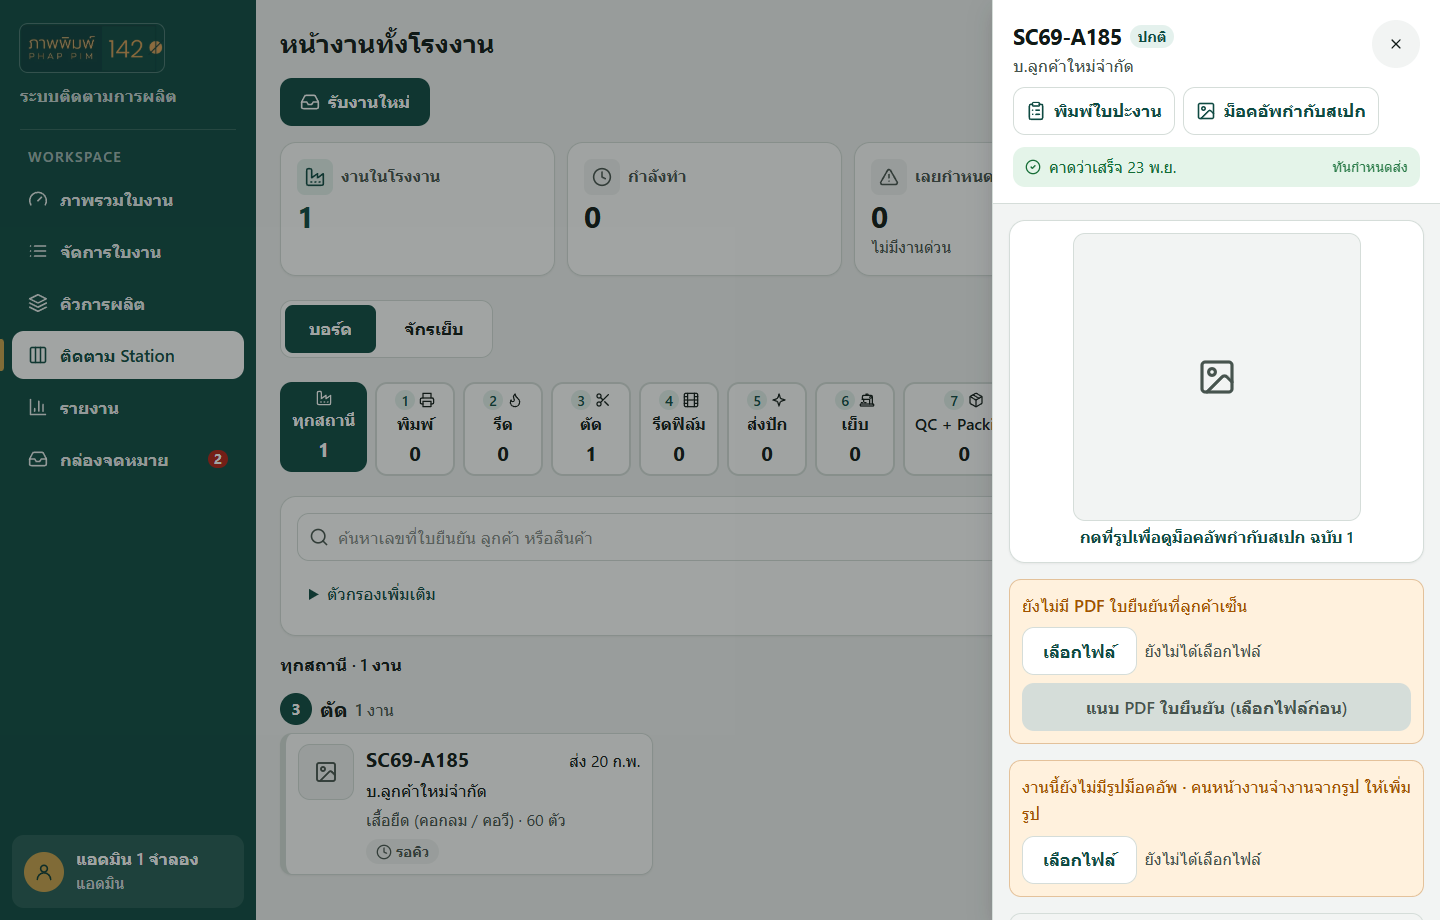 ภาพพิมพ์ 142
PHAP PIM
ระบบติดตามการผลิต
WORKSPACE
ภาพรวมใบงาน
จัดการใบงาน
คิวการผลิต
ติดตาม Station
รายงาน
กล่องจดหมาย 2
แอดมิน 1 จำลอง
แอดมิน
หน้างานทั้งโรงงาน
รับงานใหม่
งานในโรงงาน
1
กำลังทำ
0
เลยกำหนด
0
ไม่มีงานด่วน
บอร์ด จักรเย็บ
ทุกสถานี
1
1
พิมพ์
0
2
รีด
0
3
ตัด
1
4
รีดฟิล์ม
0
5
ส่งปัก
0
6
เย็บ
0
7
QC + Packi
0
ค้นหาเลขที่ใบยืนยัน ลูกค้า หรือสินค้า
ตัวกรองเพิ่มเติม
ทุกสถานี · 1 งาน
3 ตัด 1 งาน
SC69-A185 ส่ง 20 ก.พ.
บ.ลูกค้าใหม่จำกัด
เสื้อยืด (คอกลม / คอวี) · 60 ตัว
รอคิว
SC69-A185 ปกติ
บ.ลูกค้าใหม่จำกัด
พิมพ์ใบปะงาน ม็อคอัพกำกับสเปก
คาดว่าเสร็จ 23 พ.ย. ทันกำหนดส่ง
กดที่รูปเพื่อดูม็อคอัพกำกับสเปก ฉบับ 1
ยังไม่มี PDF ใบยืนยันที่ลูกค้าเซ็น
เลือกไฟล์ ยังไม่ได้เลือกไฟล์
แนบ PDF ใบยืนยัน (เลือกไฟล์ก่อน)
งานนี้ยังไม่มีรูปม็อคอัพ · คนหน้างานจำงานจากรูป ให้เพิ่ม
รูป
เลือกไฟล์ ยังไม่ได้เลือกไฟล์